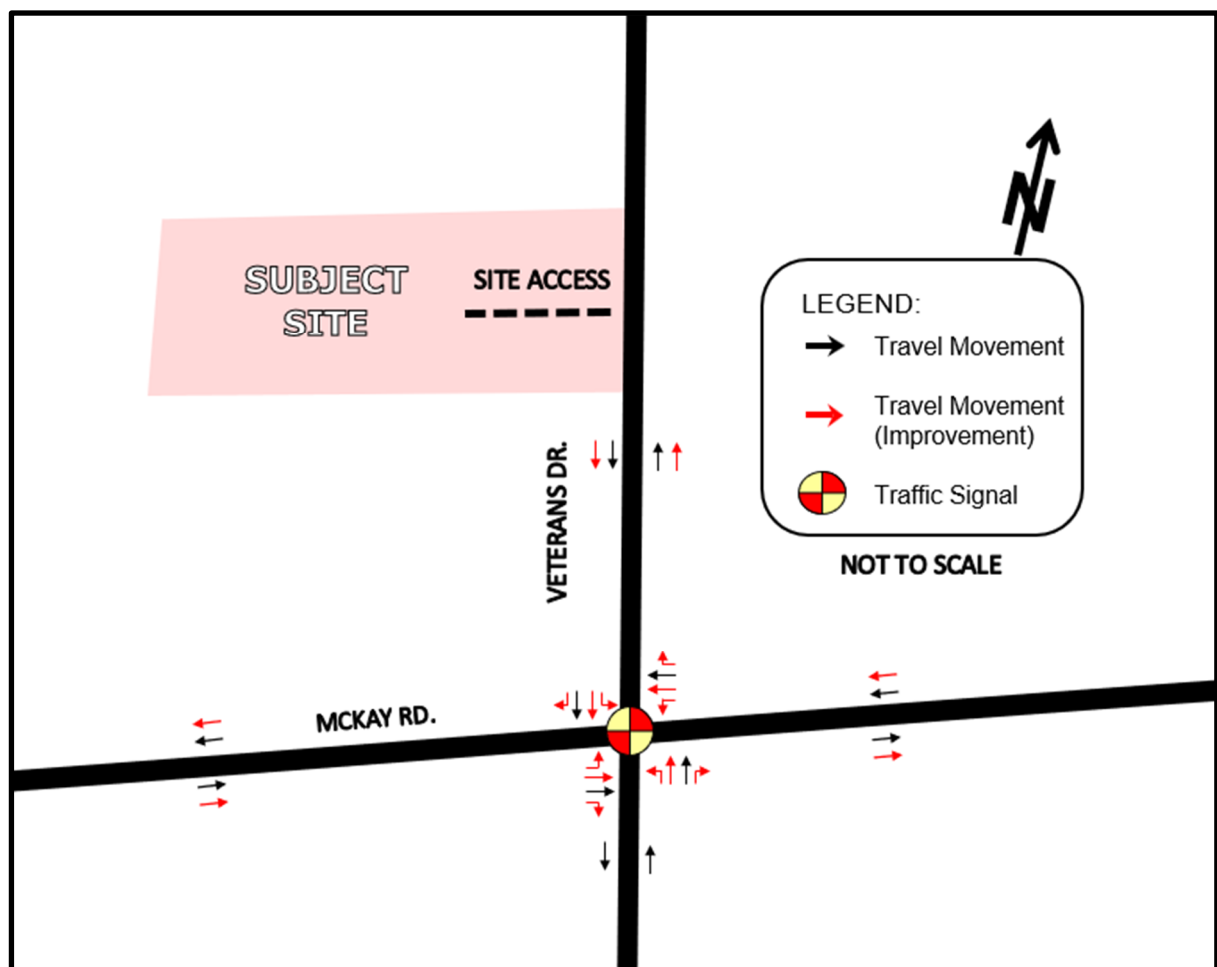 N
SUBJECT
SITE
SITE ACCESS
LEGEND:
Travel Movement
Travel Movement
(Improvement)
Traffic Signal
VETERANS DR.
NOT TO SCALE
MCKAY RD.